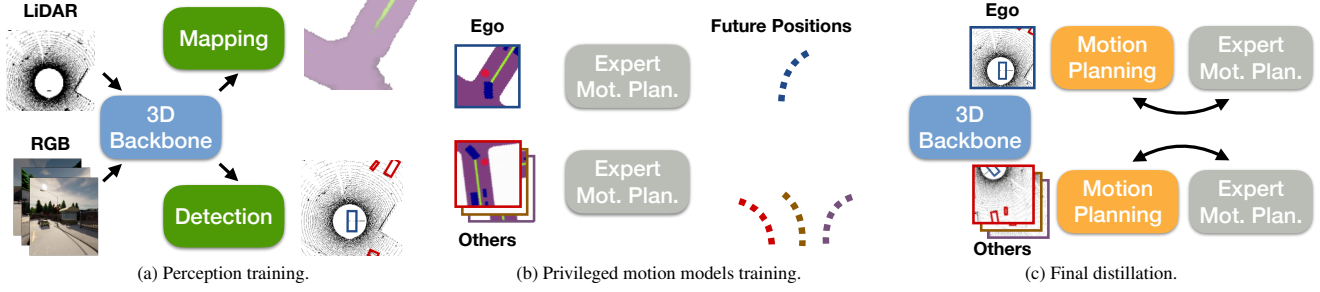 LiDAR
Mapping
3D
Backbone
RGB
Detection
(a) Perception training.
Ego
Future Positions
Expert
Mot. Plan.
Expert
Mot. Plan.
Others
(b) Privileged motion models training.
Ego
Motion
Planning
Expert
Mot. Plan.
3D
Backbone
Motion
Planning
Expert
Mot. Plan.
Others
(c) Final distillation.